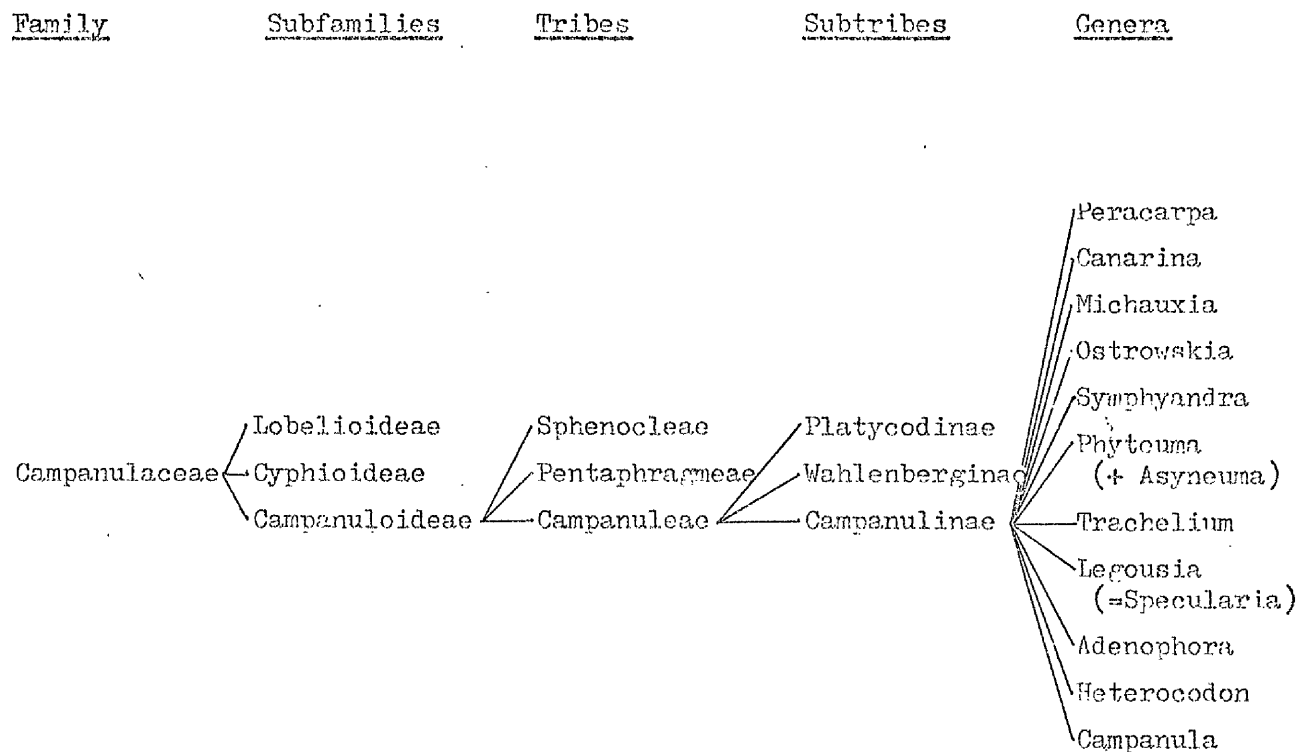 Family Subfamilies Tribes Subtribes Genera
Peracarpa
Canarina
Michauxia
Ostrowskia
Symphyandra
Lobelioideae Sphenocleae Platycodinae
Phyteuma
Campanulaceae Cyphioideae Pentaphragmeae Wahlenberginae (+ Asyneuma)
Campanuloideae Campanuleae Campanulinae Trachelium
Legousia
(=Specularia)
Adenophora
Heterocodon
Campanula